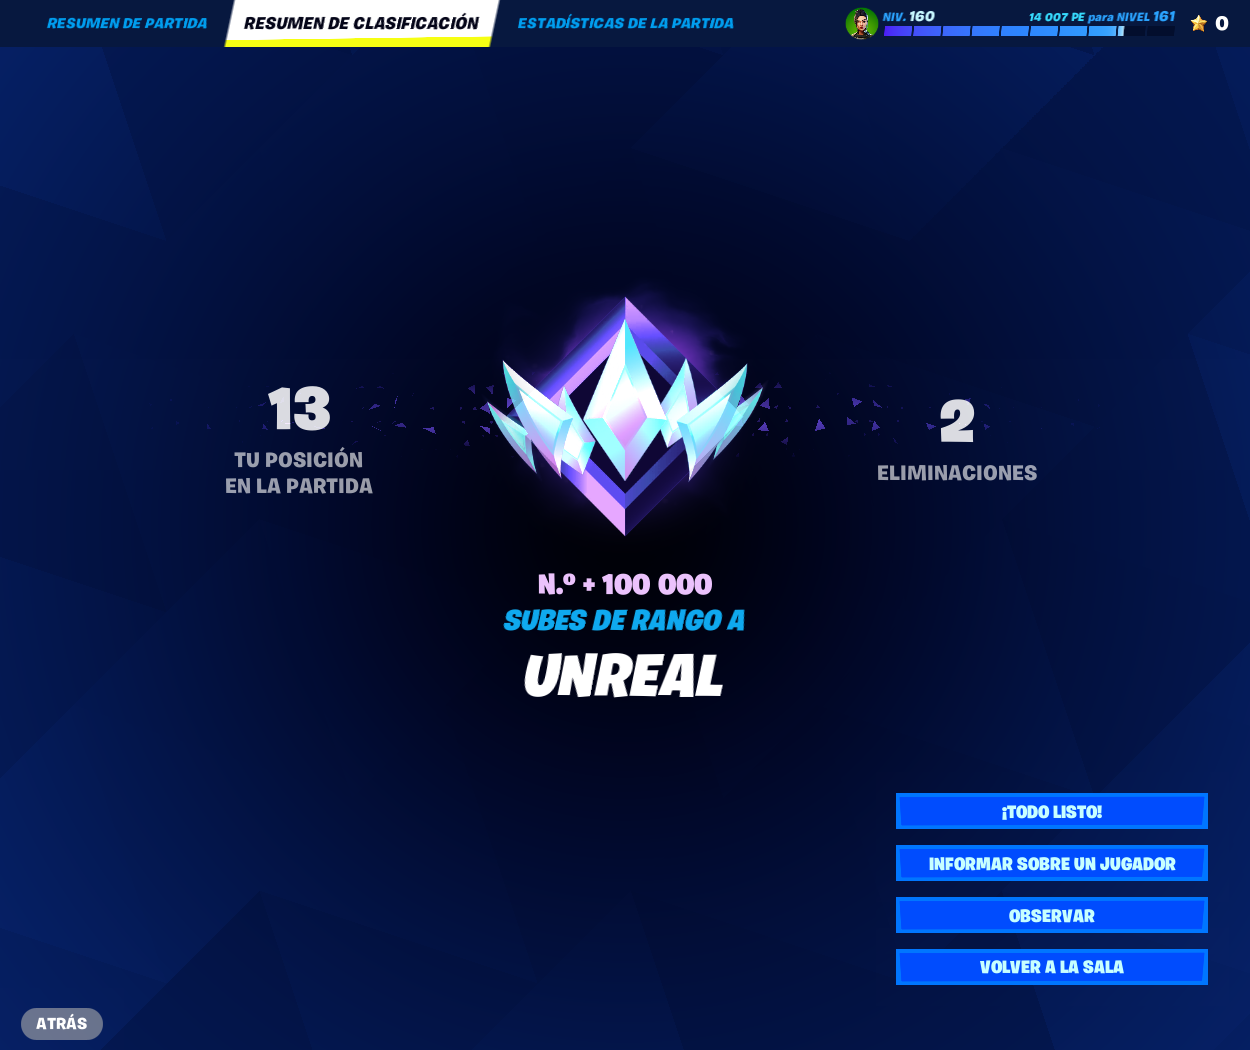 RESUMEN DE PARTIDA
RESUMEN DE CLASIFICACIÓN
ESTADÍSTICAS DE LA PARTIDA
NIV. 160
14 007 PE para NIVEL 161
0
13
TU POSICIÓN
EN LA PARTIDA
2
ELIMINACIONES
N.º + 100 000
SUBES DE RANGO A
UNREAL
¡TODO LISTO!
INFORMAR SOBRE UN JUGADOR
OBSERVAR
VOLVER A LA SALA
ATRÁS